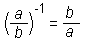 (a/b)^-1 = b/a